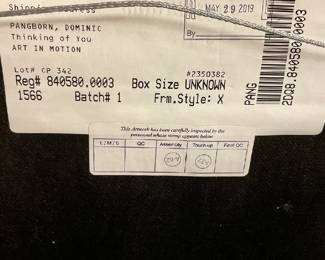 MAY 29 2019
By
PANGBORN, DOMINIC
Thinking of You
ART IN MOTION
Lot# CP 342
#2350382
Reg# 840580.0003
Box Size UNKNOWN
1566
Batch# 1
Frm.Style: X
PANG
2DC8.840580.0003
This Artwork has been carefully inspected by the
personnel whose stamp appears below.
L/M/S
QC
Assembly
Touch-up
Final QC